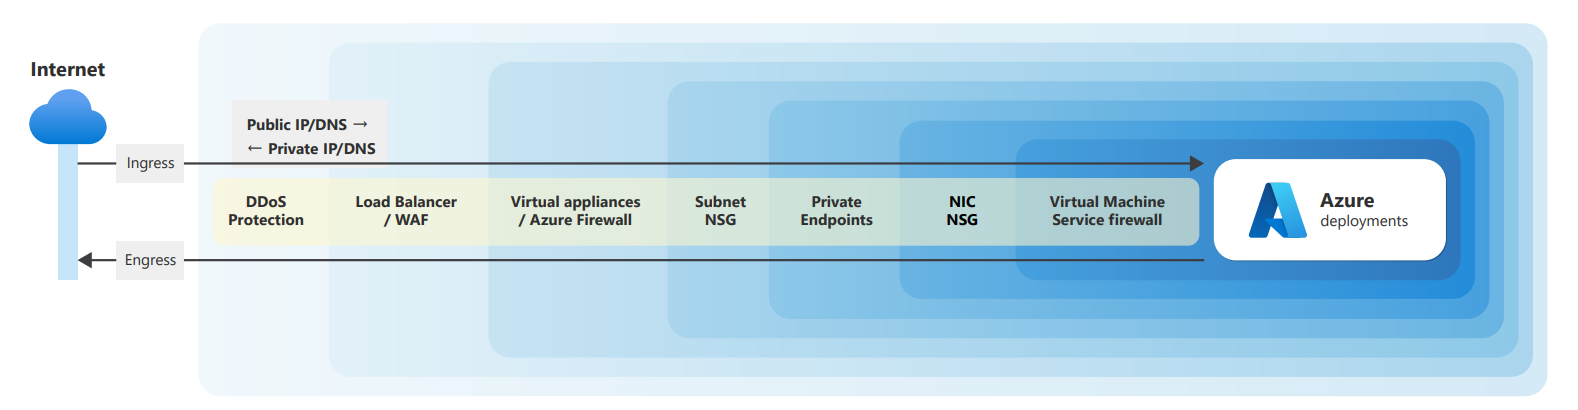 Internet
Public IP/DNS →
← Private IP/DNS
Ingress
DDoS
Protection
Load Balancer
/ WAF
Virtual appliances
/ Azure Firewall
Subnet
NSG
Private
Endpoints
NIC
NSG
Virtual Machine
Service firewall
Azure
deployments
Engress